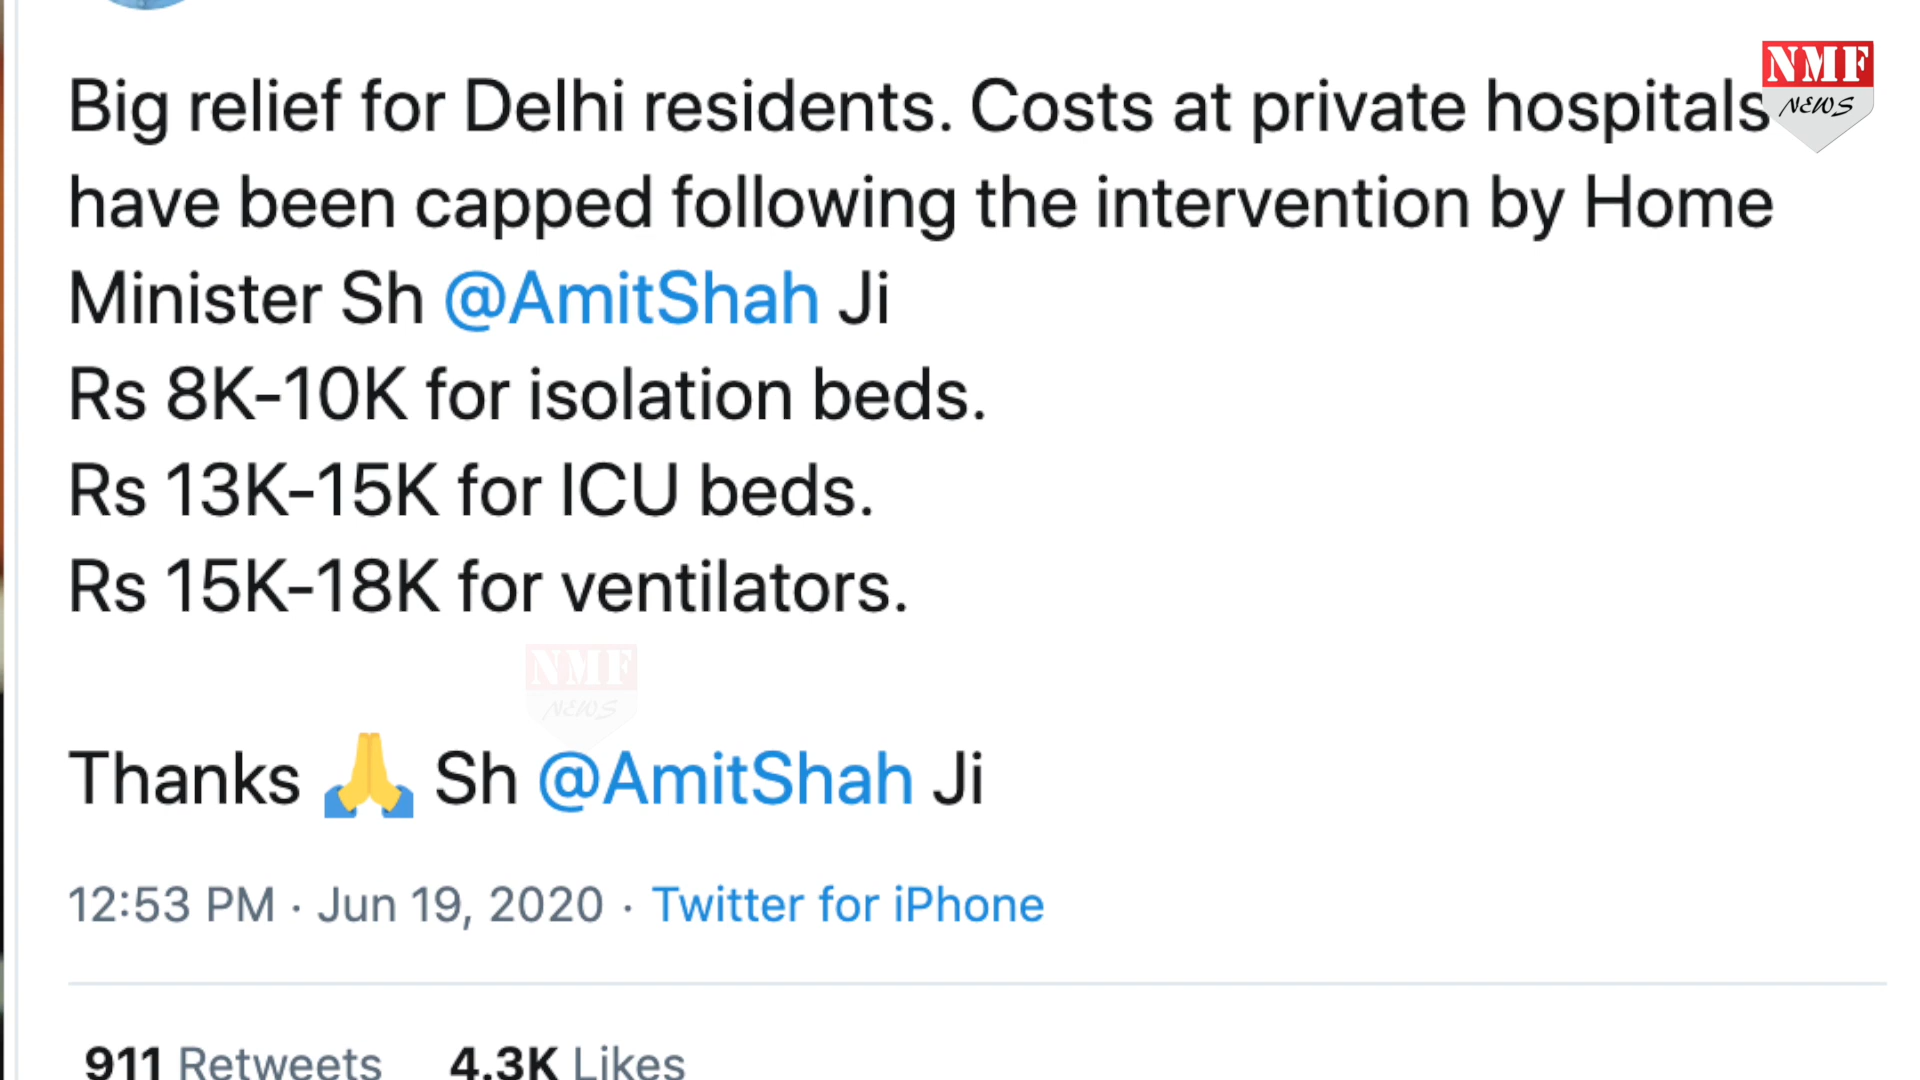 Big relief for Delhi residents. Costs at private hospitals
have been capped following the intervention by Home
Minister Sh @AmitShah Ji
Rs 8K-10K for isolation beds.
Rs 13K-15K for ICU beds.
Rs 15K-18K for ventilators.
Thanks 🙏 Sh @AmitShah Ji
12:53 PM · Jun 19, 2020 · Twitter for iPhone
911 Retweets 4.3K Likes
NMF
NEWS
NMF
NEWS